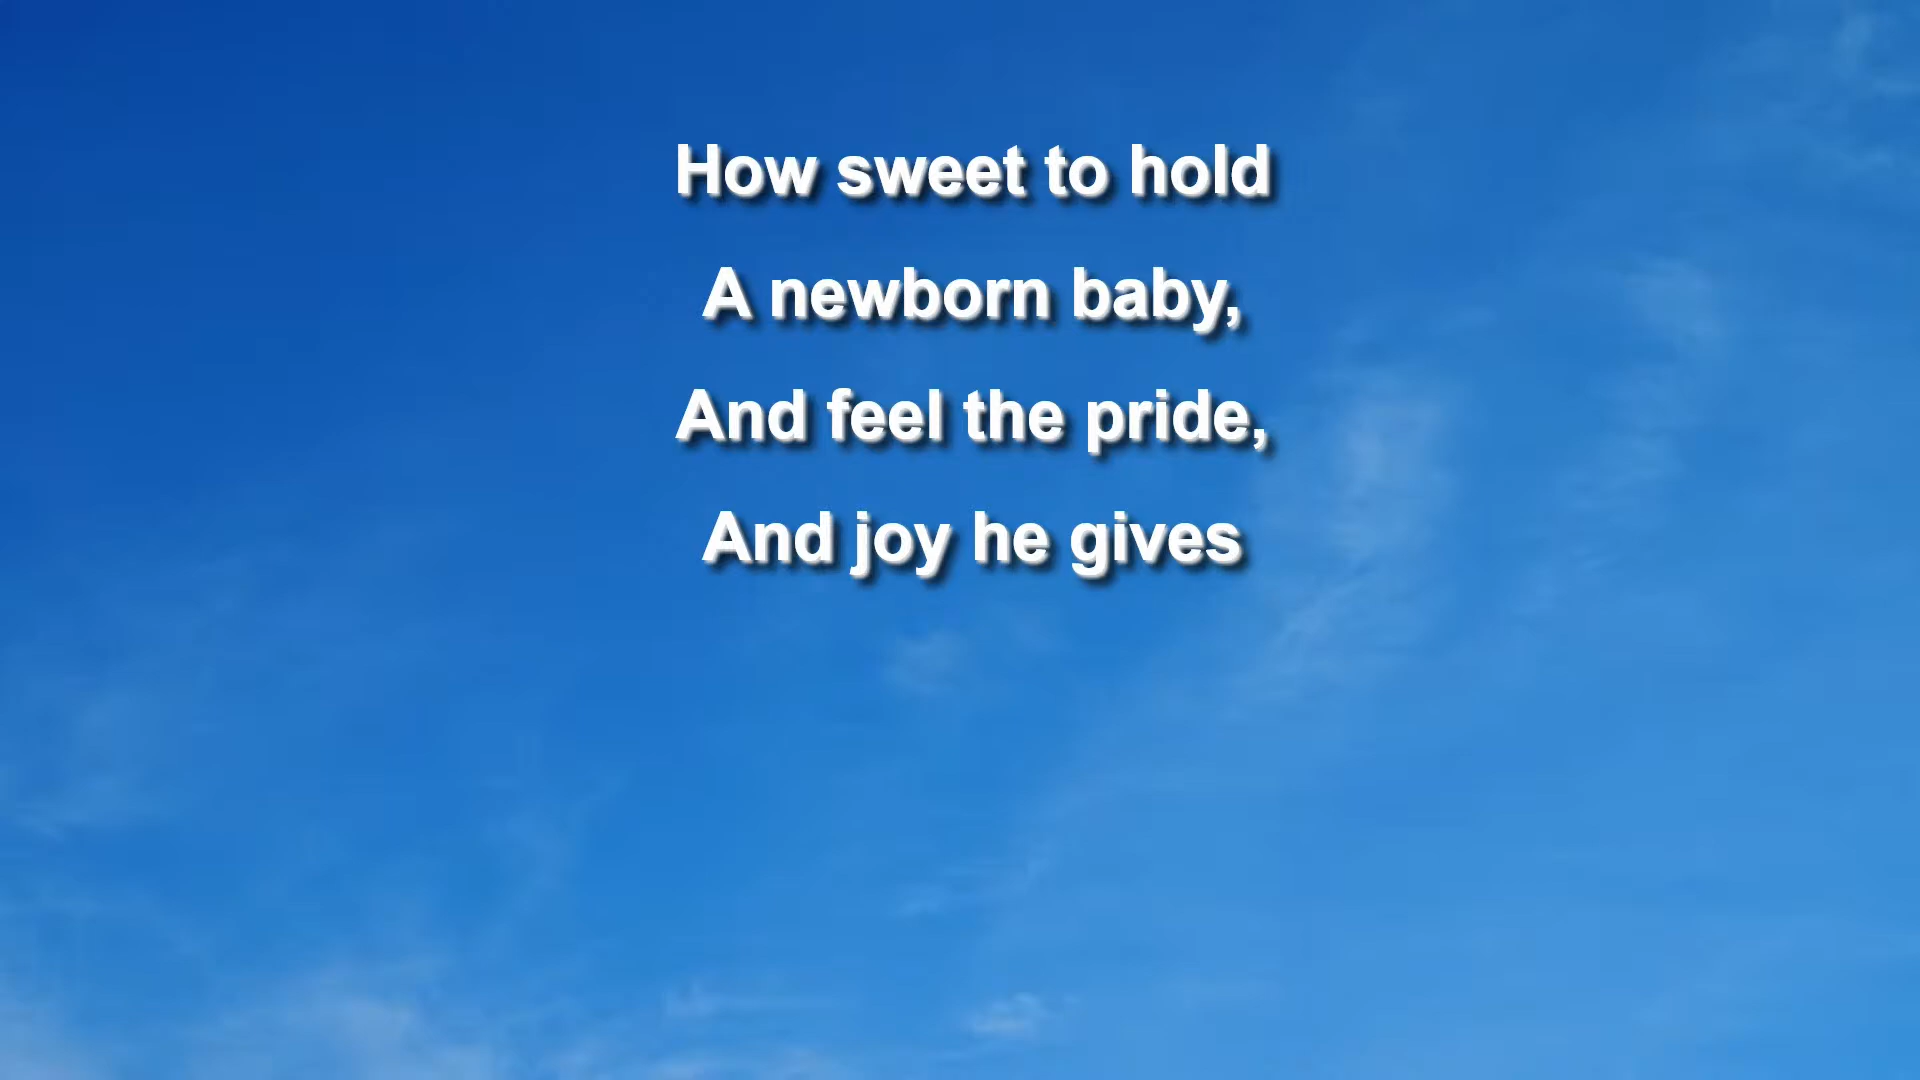 How sweet to hold
A newborn baby,
And feel the pride,
And joy he gives